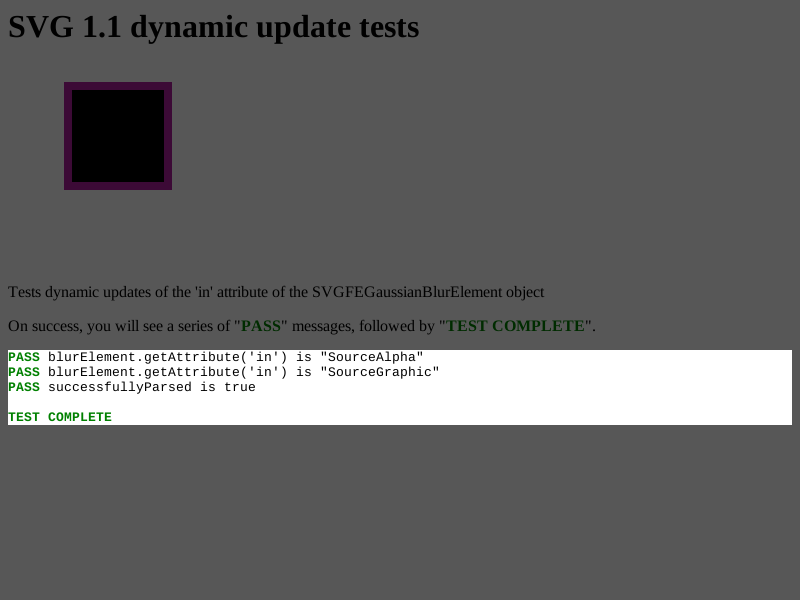 SVG 1.1 dynamic update tests
Tests dynamic updates of the 'in' attribute of the SVGFEGaussianBlurElement object
On success, you will see a series of "PASS" messages, followed by "TEST COMPLETE".
PASS blurElement.getAttribute('in') is "SourceAlpha"
PASS blurElement.getAttribute('in') is "SourceGraphic"
PASS successfullyParsed is true
TEST COMPLETE